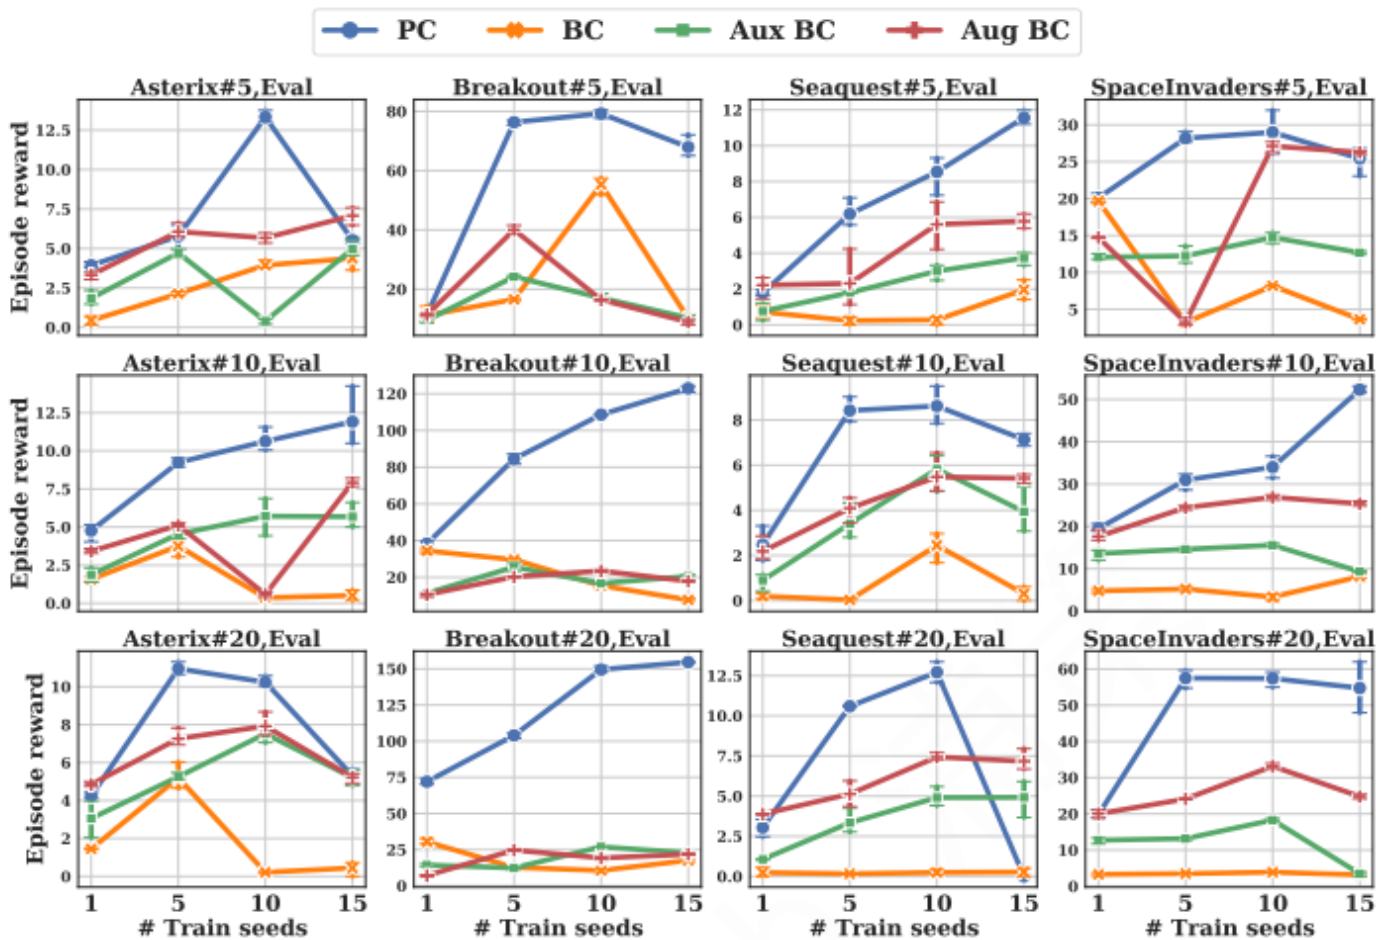 PC BC Aux BC Aug BC
Asterix#5,Eval Breakout#5,Eval Seaquest#5,Eval SpaceInvaders#5,Eval
Episode reward
12.5 10.0 7.5 5.0 2.5 0.0
80 60 40 20
12 10 8 6 4 2 0
30 25 20 15 10 5
Asterix#10,Eval Breakout#10,Eval Seaquest#10,Eval SpaceInvaders#10,Eval
Episode reward
12.5 10.0 7.5 5.0 2.5 0.0
120 100 80 60 40 20
8 6 4 2 0
50 40 30 20 10 0
Asterix#20,Eval Breakout#20,Eval Seaquest#20,Eval SpaceInvaders#20,Eval
Episode reward
10 8 6 4 2 0
150 125 100 75 50 25 0
12.5 10.0 7.5 5.0 2.5 0.0
60 50 40 30 20 10 0
1 5 10 15 1 5 10 15 1 5 10 15 1 5 10 15
# Train seeds # Train seeds # Train seeds # Train seeds